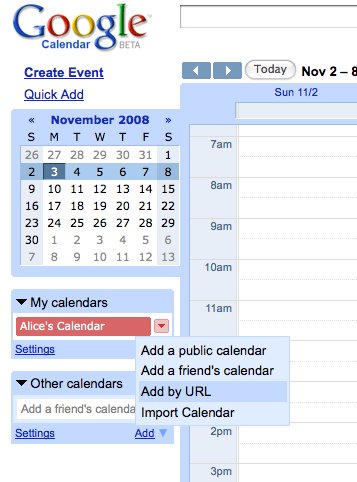 Google
Calendar BETA
Create Event
Quick Add
Today Nov 2 – 8
Sun 11/2
« November 2008 »
S M T W T F S
26 27 28 29 30 31 1
2 3 4 5 6 7 8
9 10 11 12 13 14 15
16 17 18 19 20 21 22
23 24 25 26 27 28 29
30 1 2 3 4 5 6
7 8 9 10 11 12 13
7am
8am
9am
10am
11am
My calendars
Alice's Calendar
Settings
Add a public calendar
Add a friend's calendar
Add by URL
Import Calendar
Other calendars
Add a friend's calenda
Settings Add
2pm
3pm